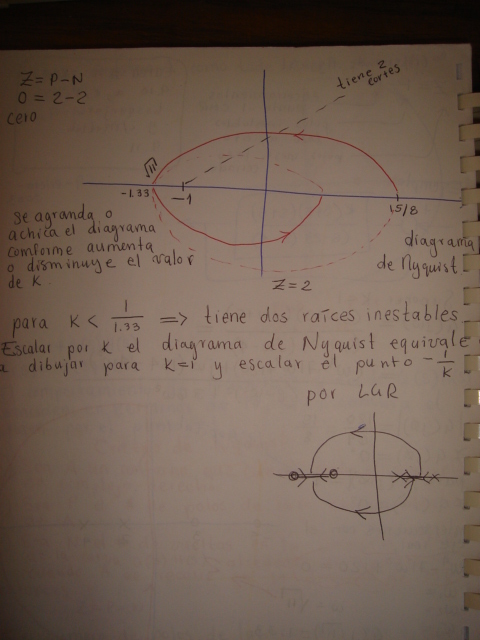 Z = P - N
0 = 2 - 2
cero
tiene 2
cortes
√11
-1.33
-1
15/8
se agranda o
achica el diagrama
conforme aumenta
o disminuye el valor
de K.
diagrama
de Nyquist
Z = 2
para K < 1/1.33 => tiene dos raíces inestables
Escalar por K el diagrama de Nyquist equivale
a dibujar para K=1 y escalar el punto -1/K
por LGR